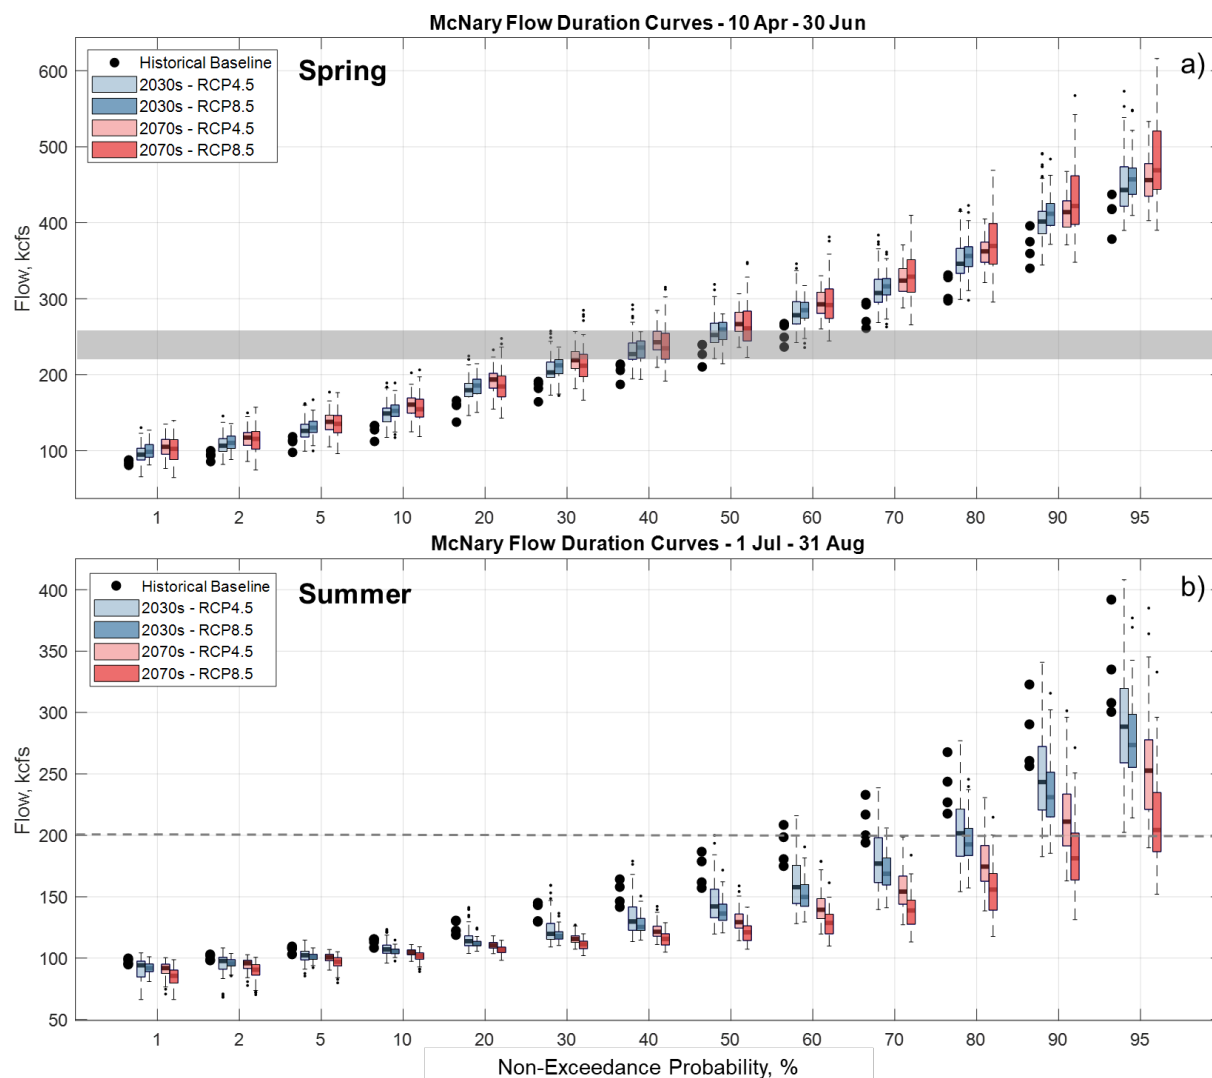 McNary Flow Duration Curves - 10 Apr - 30 Jun
Historical Baseline
2030s - RCP4.5
2030s - RCP8.5
2070s - RCP4.5
2070s - RCP8.5
Spring
a)
600
500
400
300
200
100
Flow, kcfs
1 2 5 10 20 30 40 50 60 70 80 90 95
McNary Flow Duration Curves - 1 Jul - 31 Aug
Historical Baseline
2030s - RCP4.5
2030s - RCP8.5
2070s - RCP4.5
2070s - RCP8.5
Summer
b)
400
350
300
250
200
150
100
50
Flow, kcfs
1 2 5 10 20 30 40 50 60 70 80 90 95
Non-Exceedance Probability, %